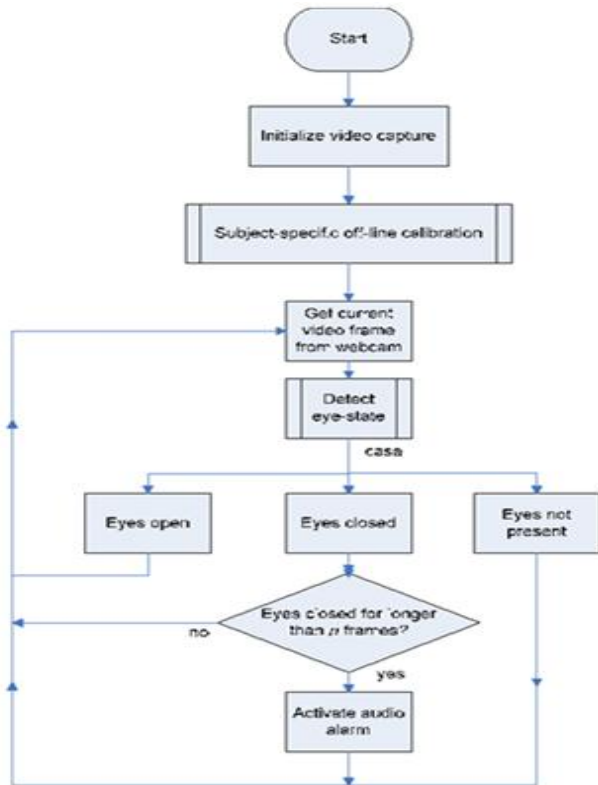 Start
Initialize video capture
Subject-specific off-line calibration
Get current
video frame
from webcam
Detect
eye-state
case
Eyes open
Eyes closed
Eyes not
present
Eyes closed for longer
than n frames?
no
yes
Activate audio
alarm